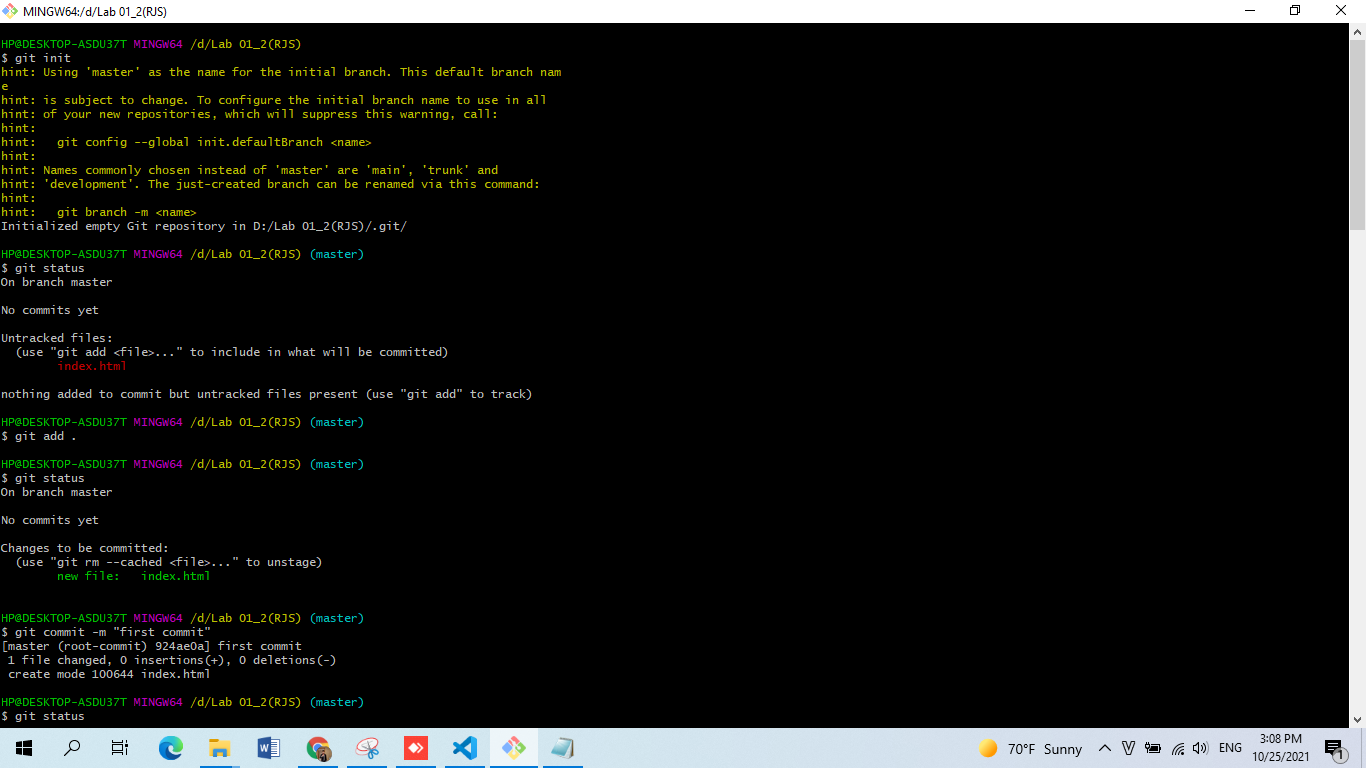 MINGW64:/d/Lab 01_2(RJS)
HP@DESKTOP-ASDU37T MINGW64 /d/Lab 01_2(RJS)
$ git init
hint: Using 'master' as the name for the initial branch. This default branch nam
e
hint: is subject to change. To configure the initial branch name to use in all
hint: of your new repositories, which will suppress this warning, call:
hint:
hint:   git config --global init.defaultBranch <name>
hint:
hint: Names commonly chosen instead of 'master' are 'main', 'trunk' and
hint: 'development'. The just-created branch can be renamed via this command:
hint:
hint:   git branch -m <name>
Initialized empty Git repository in D:/Lab 01_2(RJS)/.git/
HP@DESKTOP-ASDU37T MINGW64 /d/Lab 01_2(RJS) (master)
$ git status
On branch master
No commits yet
Untracked files:
  (use "git add <file>..." to include in what will be committed)
        index.html
nothing added to commit but untracked files present (use "git add" to track)
HP@DESKTOP-ASDU37T MINGW64 /d/Lab 01_2(RJS) (master)
$ git add .
HP@DESKTOP-ASDU37T MINGW64 /d/Lab 01_2(RJS) (master)
$ git status
On branch master
No commits yet
Changes to be committed:
  (use "git rm --cached <file>..." to unstage)
        new file:   index.html
HP@DESKTOP-ASDU37T MINGW64 /d/Lab 01_2(RJS) (master)
$ git commit -m "first commit"
[master (root-commit) 924ae0a] first commit
 1 file changed, 0 insertions(+), 0 deletions(-)
 create mode 100644 index.html
HP@DESKTOP-ASDU37T MINGW64 /d/Lab 01_2(RJS) (master)
$ git status
70°F Sunny
ENG
3:08 PM
10/25/2021
1